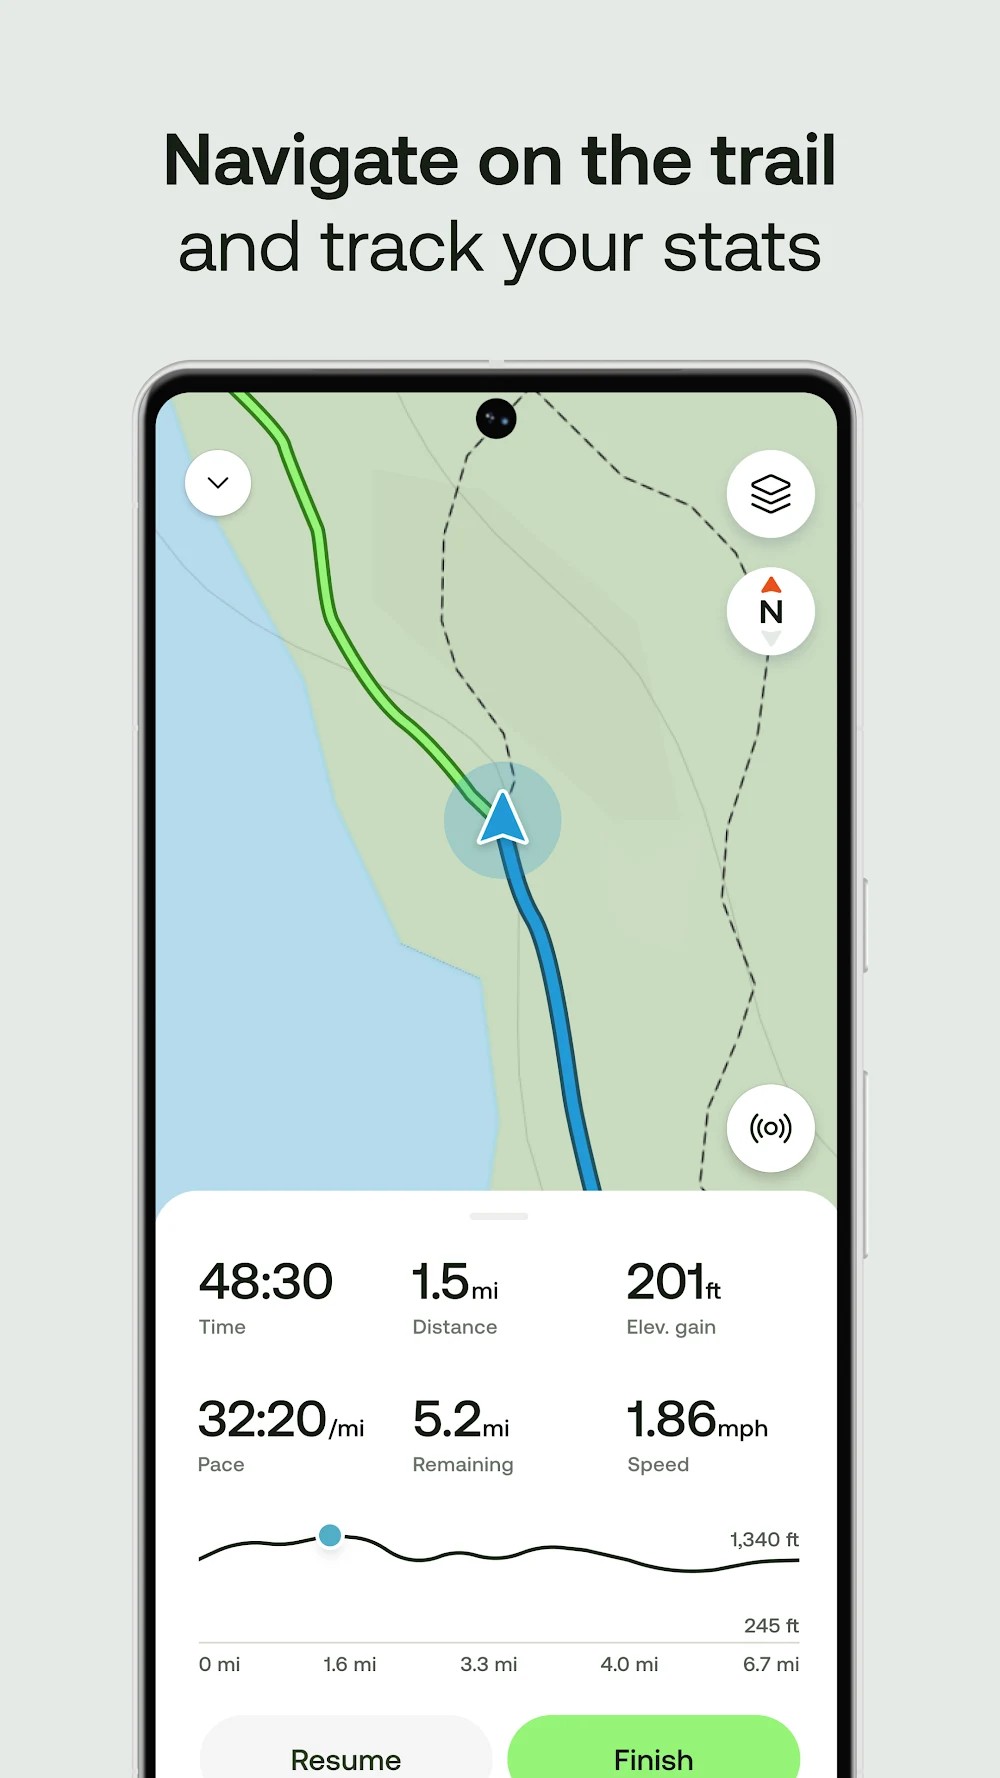 Navigate on the trail
and track your stats
N
48:30 1.5mi 201ft
Time Distance Elev. gain
32:20/mi 5.2mi 1.86mph
Pace Remaining Speed
1,340 ft
245 ft
0 mi 1.6 mi 3.3 mi 4.0 mi 6.7 mi
Resume Finish